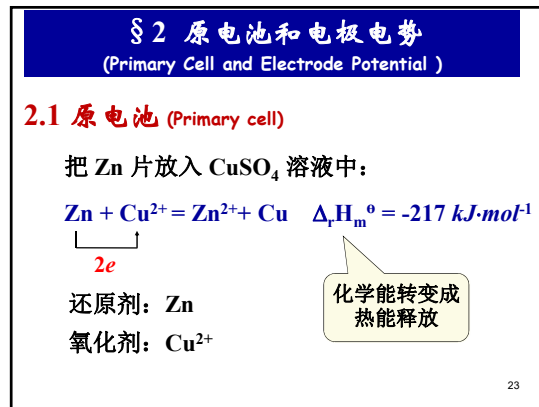 §2 原电池和电极电势
(Primary Cell and Electrode Potential )
2.1 原电池 (Primary cell)
把 Zn 片放入 CuSO₄ 溶液中：
Zn + Cu²⁺ = Zn²⁺ + Cu ΔᵣHₘᶱ = -217 kJ·mol⁻¹
2e
还原剂：Zn
氧化剂：Cu²⁺
化学能转变成
热能释放
23